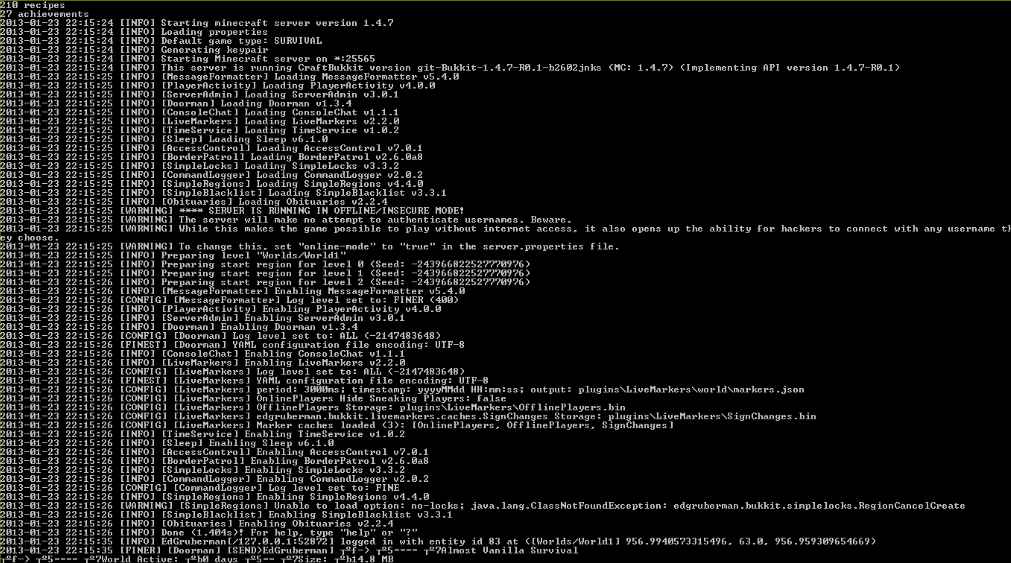 210 recipes
27 achievements
2013-01-23 22:15:24 [INFO] Starting minecraft server version 1.4.7
2013-01-23 22:15:24 [INFO] Loading properties
2013-01-23 22:15:24 [INFO] Default game type: SURVIVAL
2013-01-23 22:15:24 [INFO] Generating keypair
2013-01-23 22:15:24 [INFO] Starting Minecraft server on *:25565
2013-01-23 22:15:24 [INFO] This server is running CraftBukkit version git-Bukkit-1.4.7-R0.1-b2602jnks (MC: 1.4.7) (Implementing API version 1.4.7-R0.1)
2013-01-23 22:15:25 [INFO] [MessageFormatter] Loading MessageFormatter v5.4.0
2013-01-23 22:15:25 [INFO] [PlayerActivity] Loading PlayerActivity v4.0.0
2013-01-23 22:15:25 [INFO] [ServerAdmin] Loading ServerAdmin v3.0.1
2013-01-23 22:15:25 [INFO] [Doorman] Loading Doorman v1.3.4
2013-01-23 22:15:25 [INFO] [ConsoleChat] Loading ConsoleChat v1.1.1
2013-01-23 22:15:25 [INFO] [LiveMarkers] Loading LiveMarkers v2.2.0
2013-01-23 22:15:25 [INFO] [TimeService] Loading TimeService v1.0.2
2013-01-23 22:15:25 [INFO] [Sleep] Loading Sleep v6.1.0
2013-01-23 22:15:25 [INFO] [AccessControl] Loading AccessControl v7.0.1
2013-01-23 22:15:25 [INFO] [BorderPatrol] Loading BorderPatrol v2.6.0a8
2013-01-23 22:15:25 [INFO] [SimpleLocks] Loading SimpleLocks v3.3.2
2013-01-23 22:15:25 [INFO] [CommandLogger] Loading CommandLogger v2.0.2
2013-01-23 22:15:25 [INFO] [SimpleRegions] Loading SimpleRegions v4.4.0
2013-01-23 22:15:25 [INFO] [SimpleBlacklist] Loading SimpleBlacklist v3.3.1
2013-01-23 22:15:25 [INFO] [Obituaries] Loading Obituaries v2.2.4
2013-01-23 22:15:25 [WARNING] **** SERVER IS RUNNING IN OFFLINE/INSECURE MODE!
2013-01-23 22:15:25 [WARNING] The server will make no attempt to authenticate usernames. Beware.
2013-01-23 22:15:25 [WARNING] While this makes the game possible to play without internet access, it also opens up the ability for hackers to connect with any username th
ey choose.
2013-01-23 22:15:25 [WARNING] To change this, set "online-mode" to "true" in the server.properties file.
2013-01-23 22:15:25 [INFO] Preparing level "Worlds/World1"
2013-01-23 22:15:25 [INFO] Preparing start region for level 0 (Seed: -243966822527770976)
2013-01-23 22:15:25 [INFO] Preparing start region for level 1 (Seed: -243966822527770976)
2013-01-23 22:15:26 [INFO] Preparing start region for level 2 (Seed: -243966822527770976)
2013-01-23 22:15:26 [INFO] [MessageFormatter] Enabling MessageFormatter v5.4.0
2013-01-23 22:15:26 [CONFIG] [MessageFormatter] Log level set to: FINER (400)
2013-01-23 22:15:26 [INFO] [PlayerActivity] Enabling PlayerActivity v4.0.0
2013-01-23 22:15:26 [INFO] [ServerAdmin] Enabling ServerAdmin v3.0.1
2013-01-23 22:15:26 [INFO] [Doorman] Enabling Doorman v1.3.4
2013-01-23 22:15:26 [CONFIG] [Doorman] Log level set to: ALL (-2147483648)
2013-01-23 22:15:26 [FINEST] [Doorman] YAML configuration file encoding: UTF-8
2013-01-23 22:15:26 [INFO] [ConsoleChat] Enabling ConsoleChat v1.1.1
2013-01-23 22:15:26 [INFO] [LiveMarkers] Enabling LiveMarkers v2.2.0
2013-01-23 22:15:26 [CONFIG] [LiveMarkers] Log level set to: ALL (-2147483648)
2013-01-23 22:15:26 [FINEST] [LiveMarkers] YAML configuration file encoding: UTF-8
2013-01-23 22:15:26 [CONFIG] [LiveMarkers] period: 3000ms; timestamp: yyyyMMdd HH:mm:ss; output: plugins\LiveMarkers\world\markers.json
2013-01-23 22:15:26 [CONFIG] [LiveMarkers] OnlinePlayers Hide Sneaking Players: false
2013-01-23 22:15:26 [CONFIG] [LiveMarkers] OfflinePlayers Storage: plugins\LiveMarkers\OfflinePlayers.bin
2013-01-23 22:15:26 [CONFIG] [LiveMarkers] edgruberman.bukkit.livemarkers.caches.SignChanges Storage: plugins\LiveMarkers\SignChanges.bin
2013-01-23 22:15:26 [CONFIG] [LiveMarkers] Marker caches loaded (3): [OnlinePlayers, OfflinePlayers, SignChanges]
2013-01-23 22:15:26 [INFO] [TimeService] Enabling TimeService v1.0.2
2013-01-23 22:15:26 [INFO] [Sleep] Enabling Sleep v6.1.0
2013-01-23 22:15:26 [INFO] [AccessControl] Enabling AccessControl v7.0.1
2013-01-23 22:15:26 [INFO] [BorderPatrol] Enabling BorderPatrol v2.6.0a8
2013-01-23 22:15:26 [INFO] [SimpleLocks] Enabling SimpleLocks v3.3.2
2013-01-23 22:15:26 [INFO] [CommandLogger] Enabling CommandLogger v2.0.2
2013-01-23 22:15:26 [CONFIG] [CommandLogger] Log level set to: FINE
2013-01-23 22:15:26 [INFO] [SimpleRegions] Enabling SimpleRegions v4.4.0
2013-01-23 22:15:26 [WARNING] [SimpleRegions] Unable to load option: no-locks; java.lang.ClassNotFoundException: edgruberman.bukkit.simplelocks.RegionCancelCreate
2013-01-23 22:15:26 [INFO] [SimpleBlacklist] Enabling SimpleBlacklist v3.3.1
2013-01-23 22:15:26 [INFO] [Obituaries] Enabling Obituaries v2.2.4
2013-01-23 22:15:26 [INFO] Done (1.404s)! For help, type "help" or "?"
2013-01-23 22:15:35 [INFO] EdGruberman[/127.0.0.1:52872] logged in with entity id 83 at ([Worlds/World1] 956.9940573315496, 63.0, 956.959309654669)
2013-01-23 22:15:35 [FINER] [Doorman] [SEND>EdGruberman] ┬ºf-> ┬º5---- ┬º7Almost Vanilla Survival
┬ºf-> ┬º5---- ┬º7World Active: ┬ºb0 days ┬º5-- ┬º7Size: ┬ºb14.8 MB